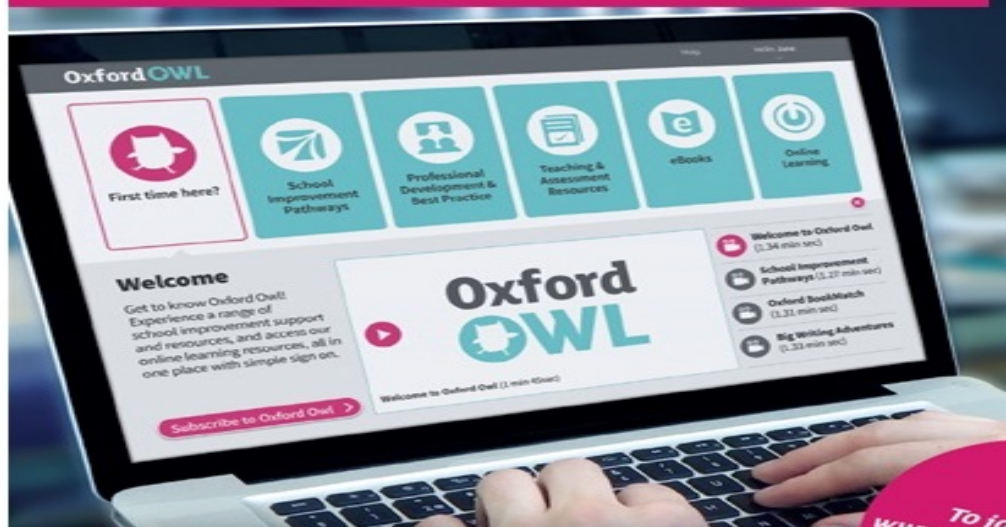 Oxford OWL
Help
Hello Jane
First time here?
School
Improvement
Pathways
Professional
Development &
Best Practice
Teaching &
Assessment
Resources
eBooks
Online
Learning
Welcome
Get to know Oxford Owl!
Experience a range of
school improvement support
and resources, and access our
online learning resources, all in
one place with simple sign on.
Subscribe to Oxford Owl
Oxford
OWL
Welcome to Oxford Owl (1 min 45sec)
Welcome to Oxford Owl
(1.34 min sec)
School Improvement
Pathways (1.27 min sec)
Oxford BookMatch
(1.31 min sec)
Big Writing Adventures
(1.33 min sec)
To